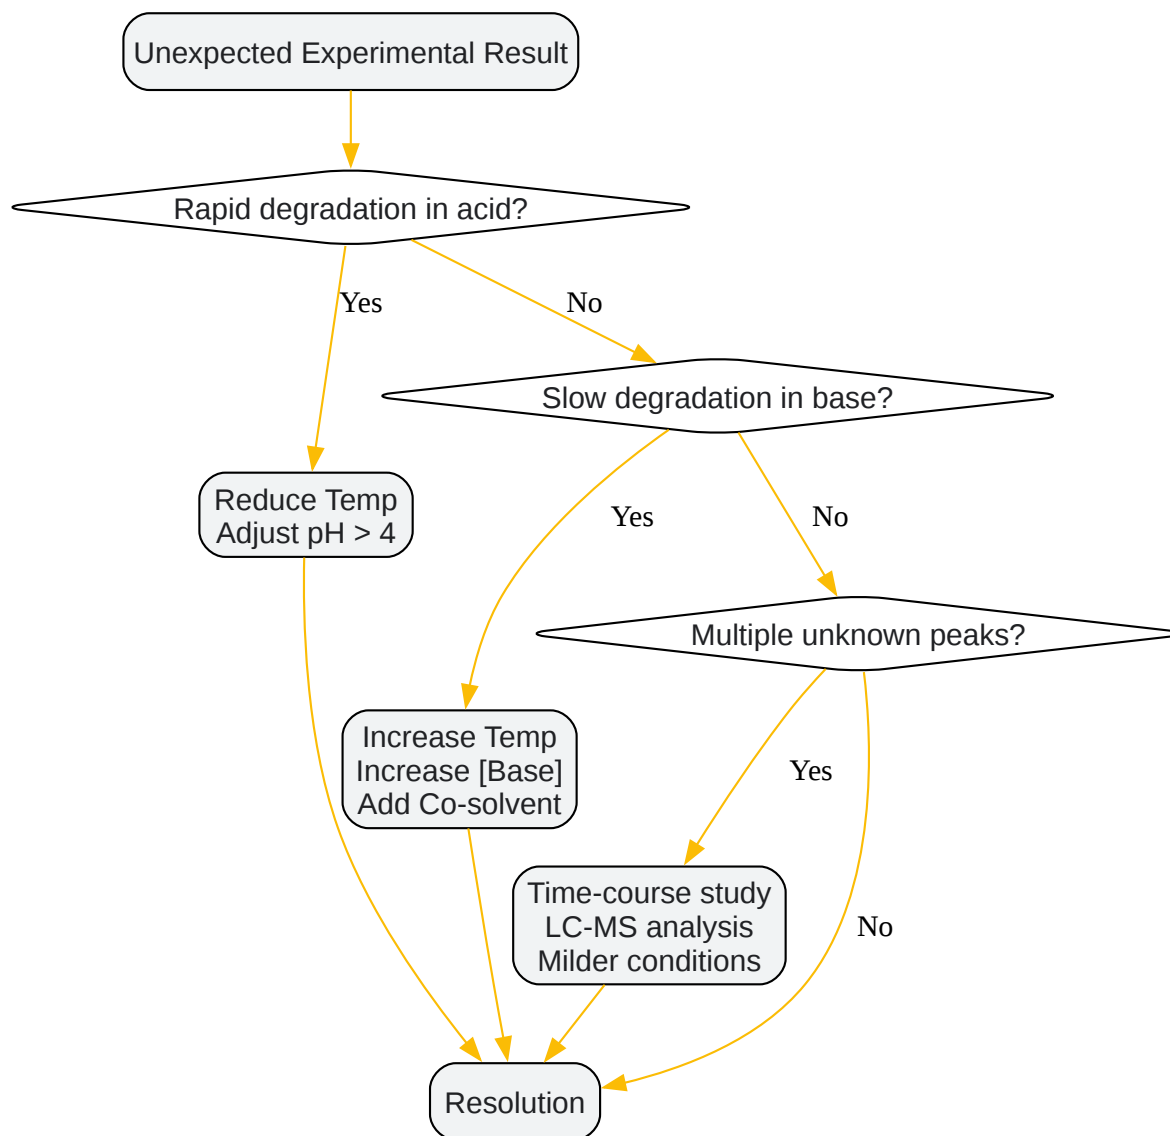 Unexpected Experimental Result
Rapid degradation in acid?
Yes
No
Slow degradation in base?
Reduce Temp
Adjust pH > 4
Yes
No
Multiple unknown peaks?
Increase Temp
Increase [Base]
Add Co-solvent
Yes
Time-course study
LC-MS analysis
Milder conditions
No
Resolution